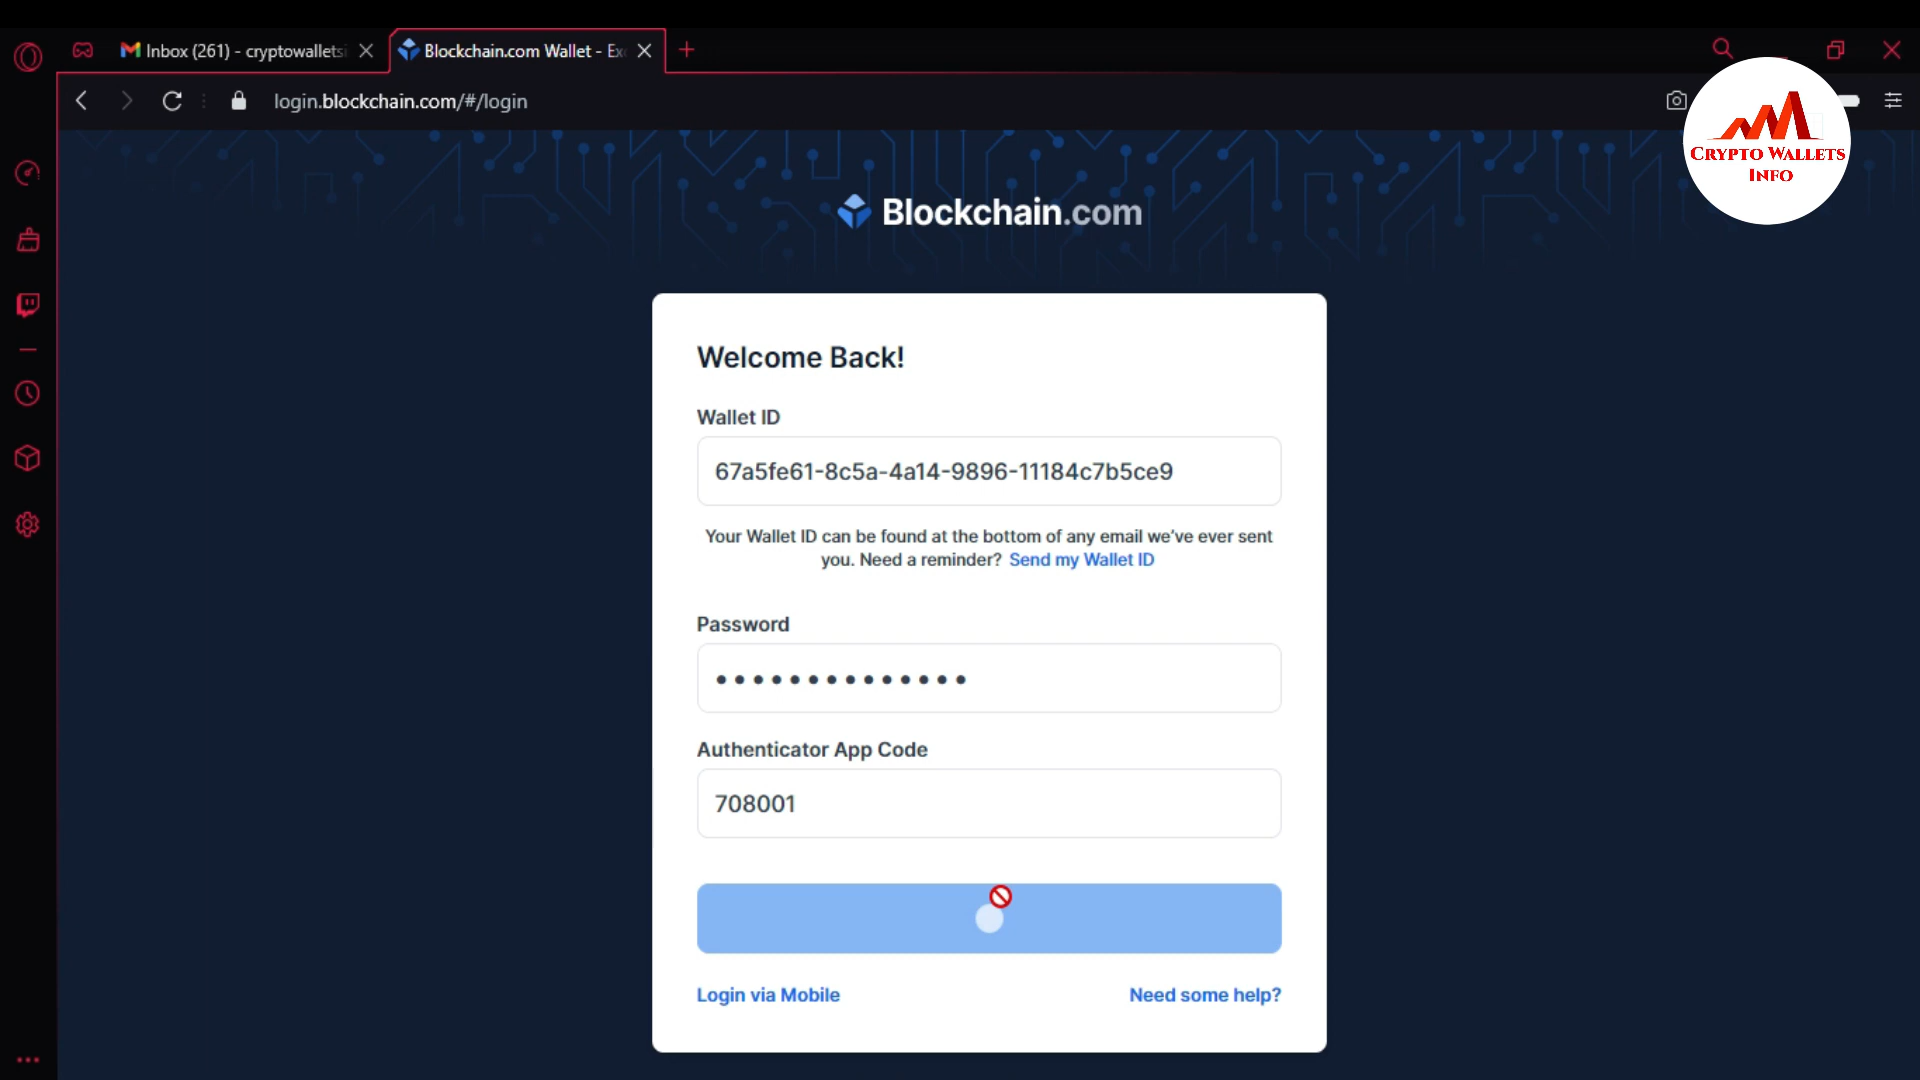 Inbox (261) - cryptowallets
Blockchain.com Wallet - Ex
login.blockchain.com/#/login
CRYPTO WALLETS
INFO
Blockchain.com
Welcome Back!
Wallet ID
67a5fe61-8c5a-4a14-9896-11184c7b5ce9
Your Wallet ID can be found at the bottom of any email we've ever sent
you. Need a reminder? Send my Wallet ID
Password
Authenticator App Code
708001
Login via Mobile
Need some help?